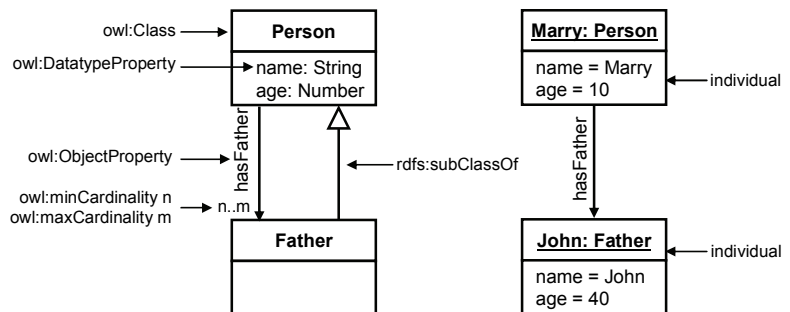 owl:Class
Person
owl:DatatypeProperty
name: String
age: Number
owl:ObjectProperty
hasFather
rdfs:subClassOf
owl:minCardinality n
owl:maxCardinality m
n..m
Father
Marry: Person
name = Marry
age = 10
individual
hasFather
John: Father
individual
name = John
age = 40